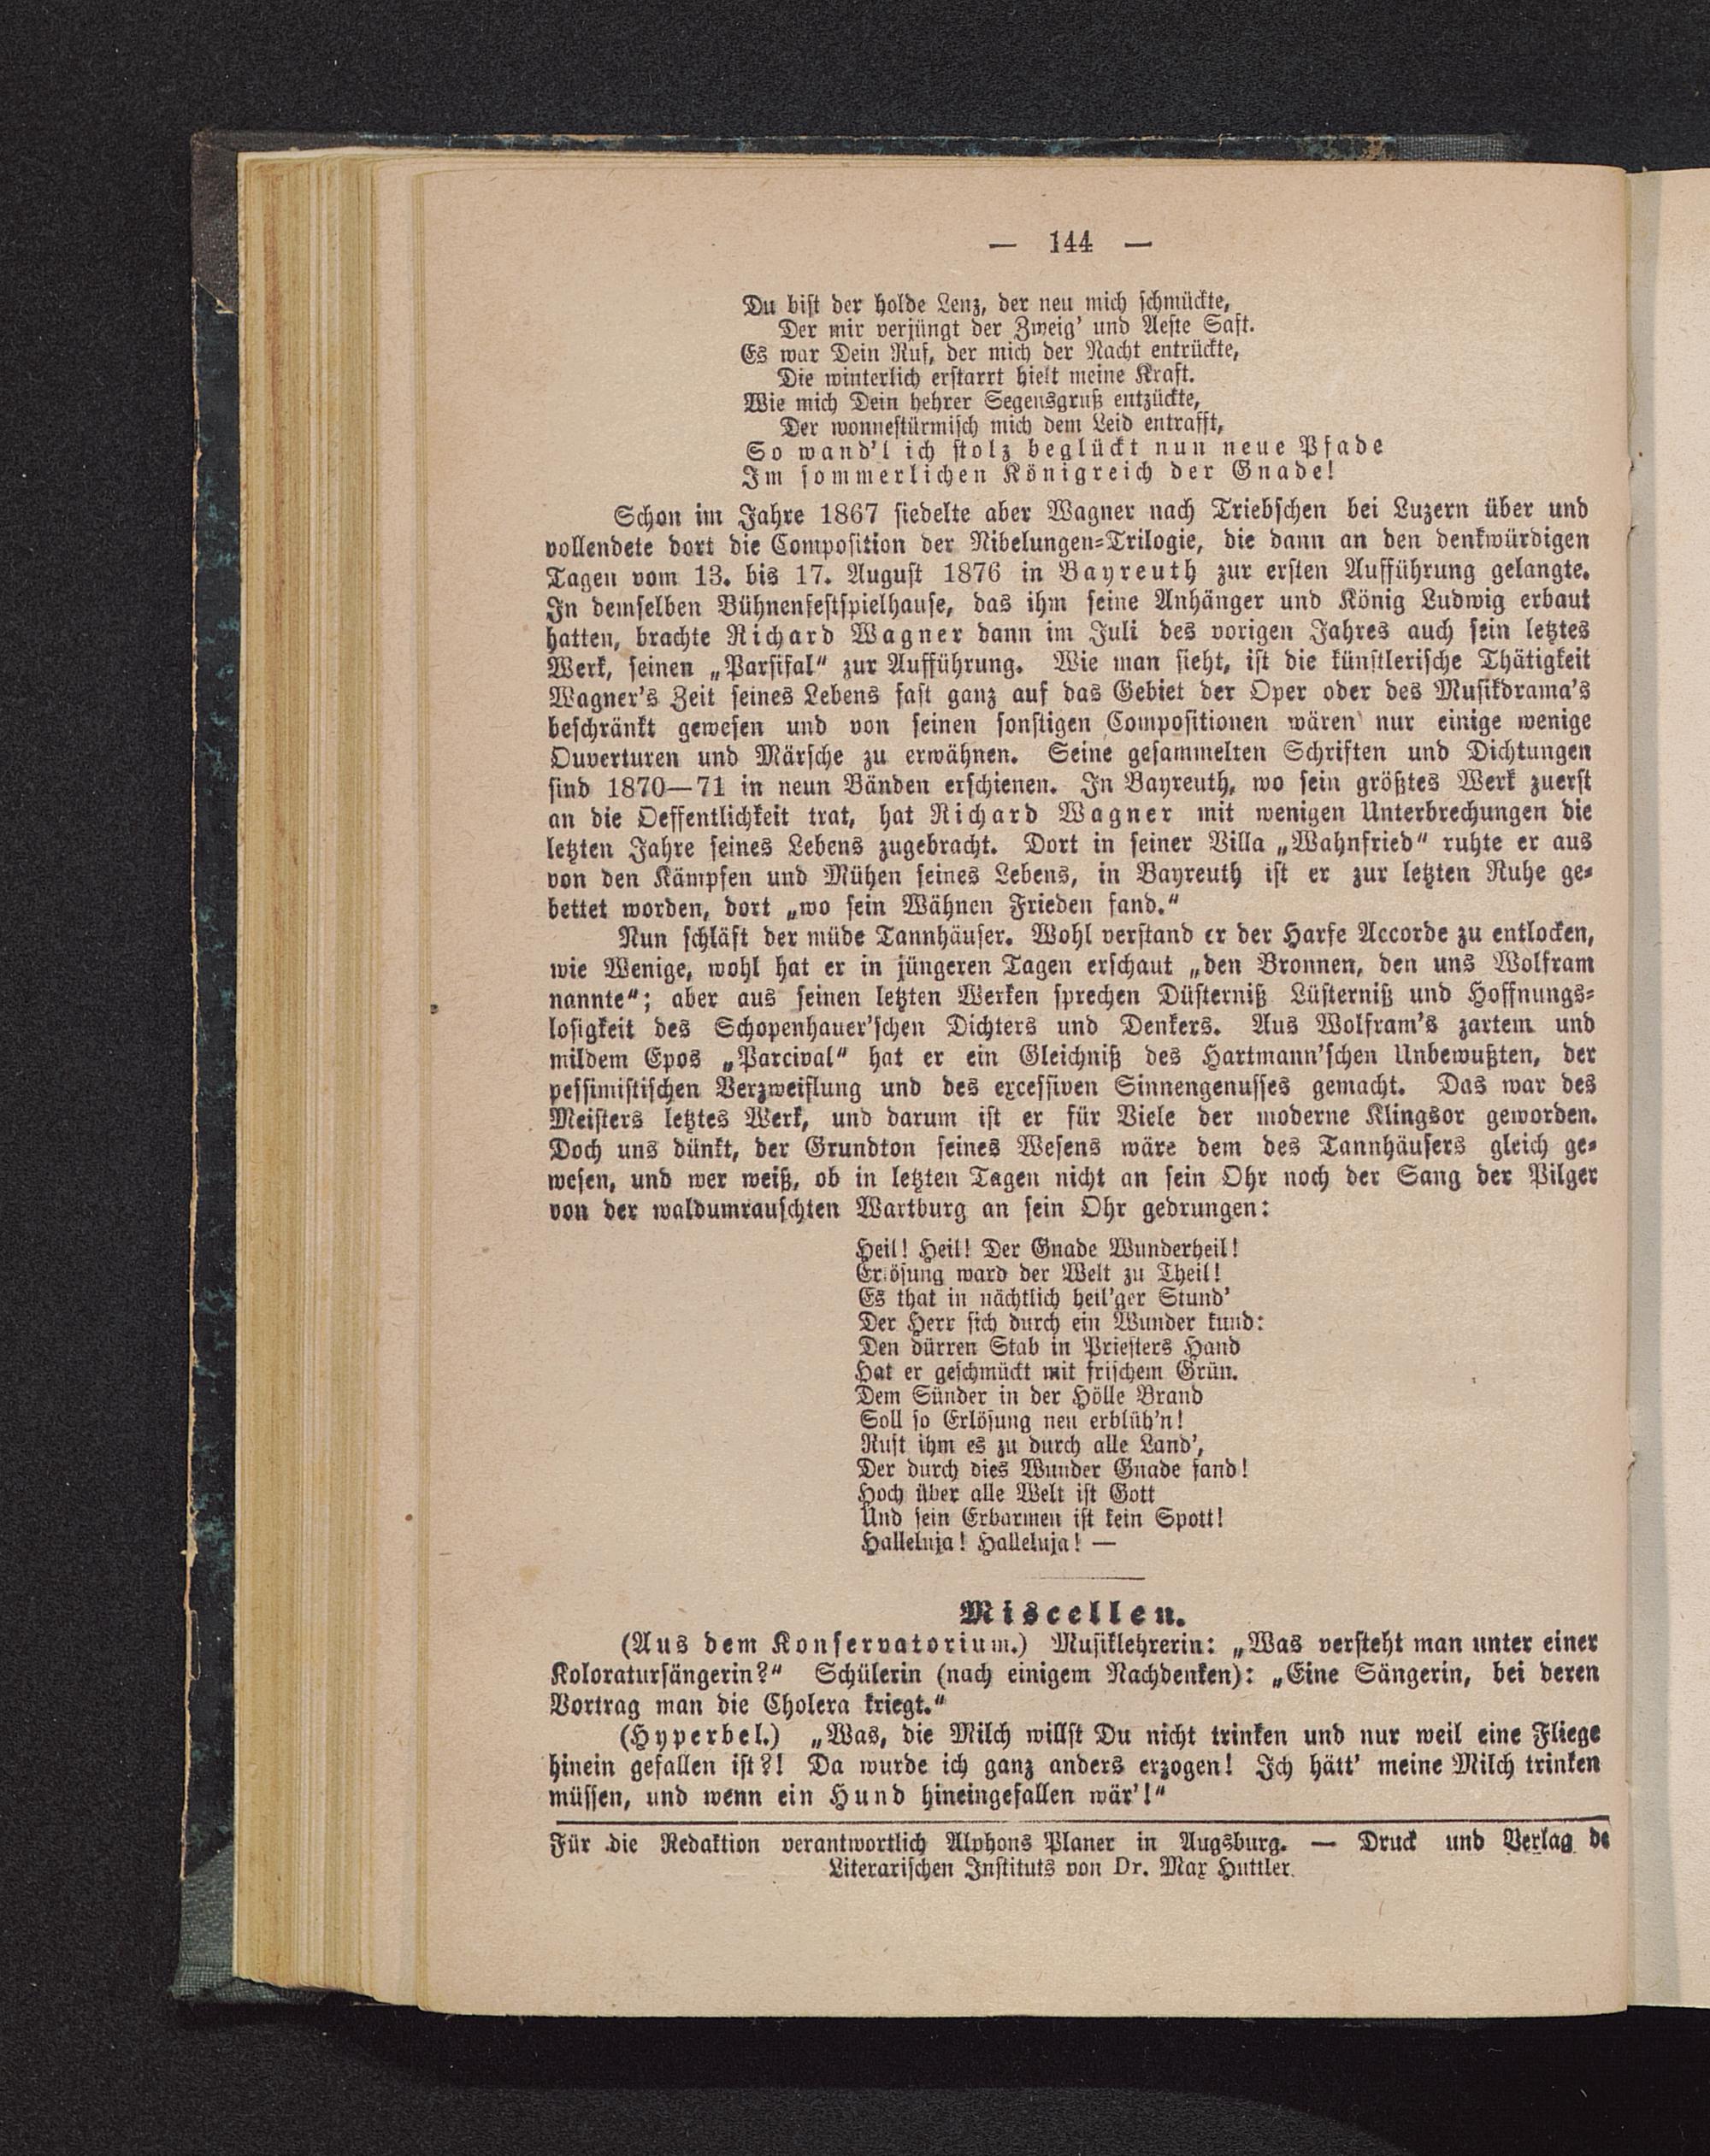 — 144 —
Du bist der holde Lenz, der neu mich schmückte,
Der mir verjüngt der Zweig' und Aeste Saft.
Es war Dein Ruf, der mich der Nacht entrückte,
Die winterlich erstarrt hielt meine Kraft.
Wie mich Dein hehrer Segensgruß entzückte,
Der wonnestürmisch mich dem Leid entrafft,
So wand'l ich stolz beglückt nun neue Pfade
Im sommerlichen Königreich der Gnade!
Schon im Jahre 1867 siedelte aber Wagner nach Triebschen bei Luzern über und
vollendete dort die Composition der Nibelungen-Trilogie, die dann an den denkwürdigen
Tagen vom 13. bis 17. August 1876 in Bayreuth zur ersten Aufführung gelangte.
In demselben Bühnenfestspielhause, das ihm seine Anhänger und König Ludwig erbaut
hatten, brachte Richard Wagner dann im Juli des vorigen Jahres auch sein letztes
Werk, seinen „Parsifal“ zur Aufführung. Wie man sieht, ist die künstlerische Thätigkeit
Wagner's Zeit seines Lebens fast ganz auf das Gebiet der Oper oder des Musikdrama's
beschränkt gewesen und von seinen sonstigen Compositionen wären nur einige wenige
Ouverturen und Märsche zu erwähnen. Seine gesammelten Schriften und Dichtungen
sind 1870—71 in neun Bänden erschienen. In Bayreuth, wo sein größtes Werk zuerst
an die Oeffentlichkeit trat, hat Richard Wagner mit wenigen Unterbrechungen die
letzten Jahre seines Lebens zugebracht. Dort in seiner Villa „Wahnfried“ ruhte er aus
von den Kämpfen und Mühen seines Lebens, in Bayreuth ist er zur letzten Ruhe ge-
bettet worden, dort „wo sein Wähnen Frieden fand.“
Nun schläft der müde Tannhäuser. Wohl verstand er der Harfe Accorde zu entlocken,
wie Wenige, wohl hat er in jüngeren Tagen erschaut „den Bronnen, den uns Wolfram
nannte“; aber aus seinen letzten Werken sprechen Düsterniß Lüsterniß und Hoffnungs-
losigkeit des Schopenhauer'schen Dichters und Denkers. Aus Wolfram's zartem und
mildem Epos „Parcival“ hat er ein Gleichniß des Hartmann'schen Unbewußten, der
pessimistischen Verzweiflung und des excessiven Sinnengenusses gemacht. Das war des
Meisters letztes Werk, und darum ist er für Viele der moderne Klingsor geworden.
Doch uns dünkt, der Grundton seines Wesens wäre dem des Tannhäusers gleich ge-
wesen, und wer weiß, ob in letzten Tagen nicht an sein Ohr noch der Sang der Pilger
von der waldumrauschten Wartburg an sein Ohr gedrungen:
Heil! Heil! Der Gnade Wunderheil!
Erlösung ward der Welt zu Theil!
Es that in nächtlich heil'ger Stund'
Der Herr sich durch ein Wunder kund:
Den dürren Stab in Priesters Hand
Hat er geschmückt mit frischem Grün.
Dem Sünder in der Hölle Brand
Soll so Erlösung neu erblüh'n!
Ruft ihm es zu durch alle Land',
Der durch dies Wunder Gnade fand!
Hoch über alle Welt ist Gott
Und sein Erbarmen ist kein Spott!
Halleluja! Halleluja! —
Miscellen.
(Aus dem Konservatorium.) Musiklehrerin: „Was versteht man unter einer
Koloratursängerin?“ Schülerin (nach einigem Nachdenken): „Eine Sängerin, bei deren
Vortrag man die Cholera kriegt.“
(Hyperbel.) „Was, die Milch willst Du nicht trinken und nur weil eine Fliege
hinein gefallen ist?! Da wurde ich ganz anders erzogen! Ich hätt' meine Milch trinken
müssen, und wenn ein Hund hineingefallen wär'!“
Für die Redaktion verantwortlich Alphons Planer in Augsburg. — Druck und Verlag de
Literarischen Instituts von Dr. Max Huttler.